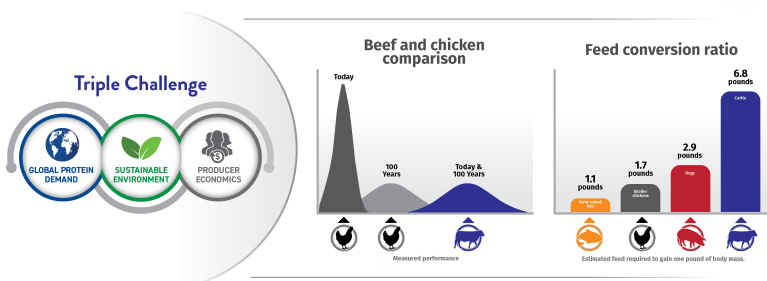 Triple Challenge
GLOBAL PROTEIN
DEMAND
SUSTAINABLE
ENVIRONMENT
PRODUCER
ECONOMICS
$
Beef and chicken
comparison
Today
100
Years
Today &
100 Years
Measured performance
Feed conversion ratio
1.1
pounds
Farm-raised
fish
1.7
pounds
Broiler
chickens
2.9
pounds
Hogs
6.8
pounds
Cattle
Estimated feed required to gain one pound of body mass.